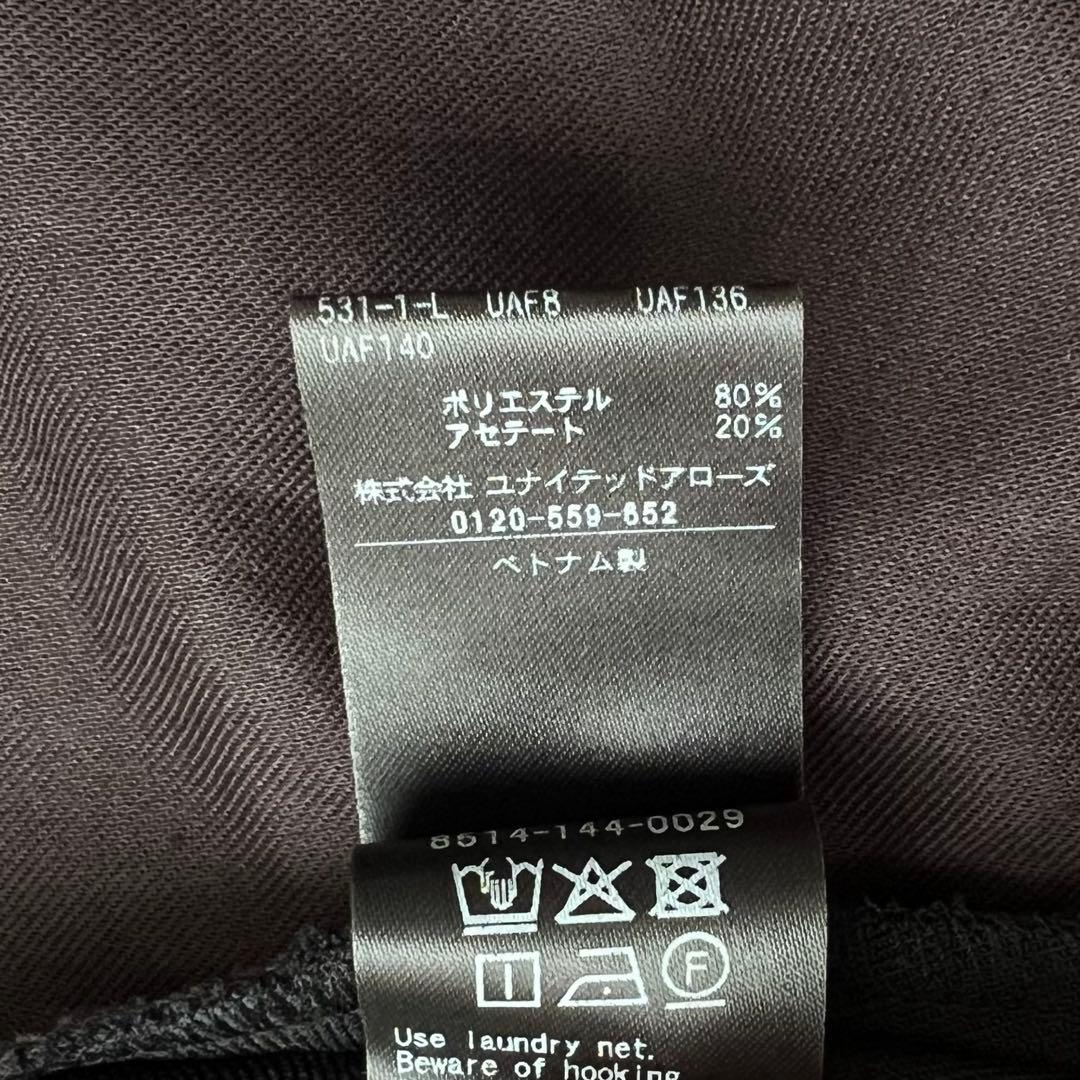 531-1-L UAF8 UAF136
UAF140
ポリエステル 80%
アセテート 20%
株式会社 ユナイテッドアローズ
0120-559-652
ベトナム製
8514-144-0029
F
Use laundry net.
Beware of hooking